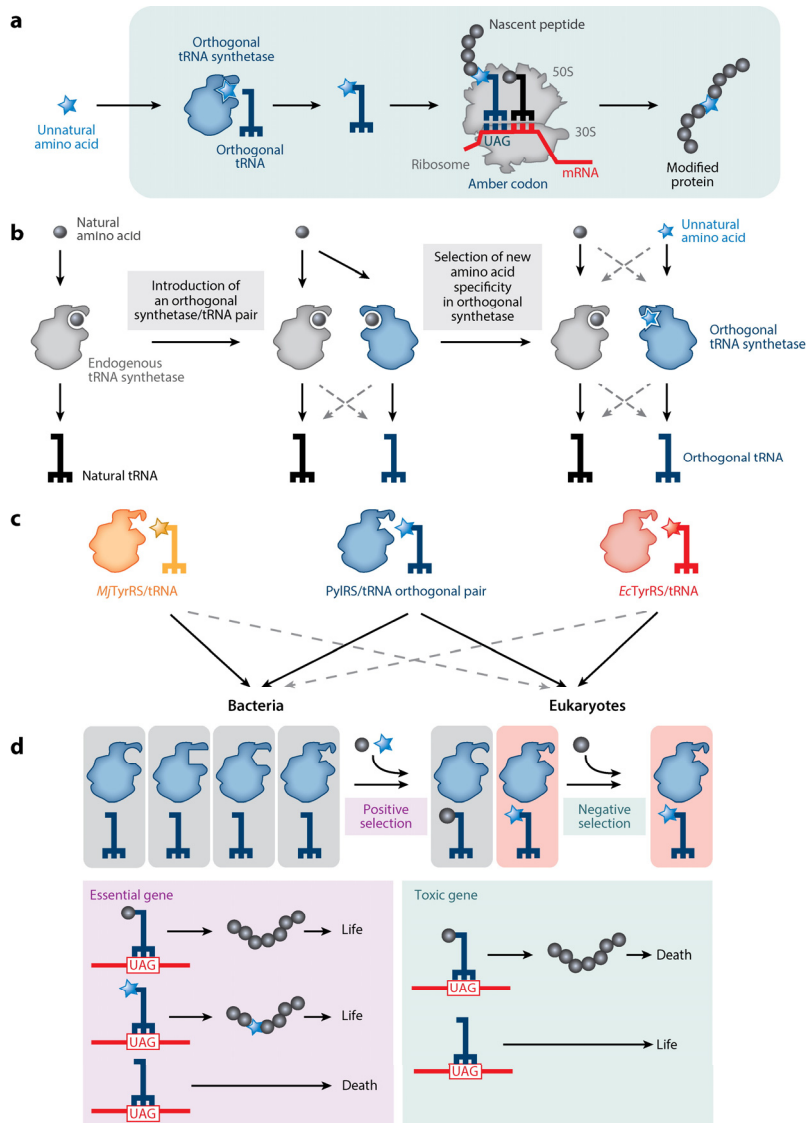 a
Orthogonal
tRNA synthetase
Unnatural
amino acid
Orthogonal
tRNA
Nascent peptide
50S
30S
UAG
Ribosome
mRNA
Amber codon
Modified
protein
b
Natural
amino acid
Unnatural
amino acid
Introduction of
an orthogonal
synthetase/tRNA pair
Selection of new
amino acid
specificity
in orthogonal
synthetase
Endogenous
tRNA synthetase
Orthogonal
tRNA synthetase
Natural tRNA
Orthogonal tRNA
c
MjTyrRS/tRNA
PylRS/tRNA orthogonal pair
EcTyrRS/tRNA
Bacteria
Eukaryotes
d
Positive
selection
Negative
selection
Essential gene
UAG
Life
UAG
Life
UAG
Death
Toxic gene
UAG
Death
UAG
Life